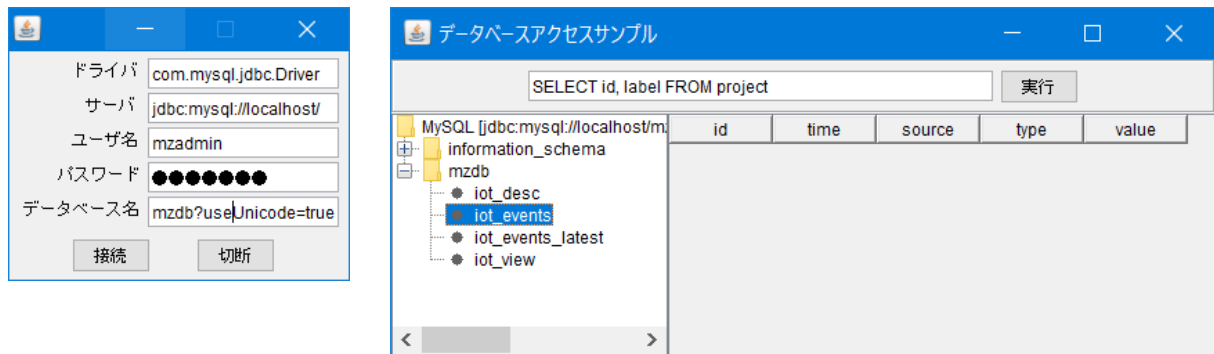 ドライバ com.mysql.jdbc.Driver
サーバ jdbc:mysql://localhost/
ユーザ名 mzadmin
パスワード ●●●●●●●
データベース名 mzdb?useUnicode=true
接続 切断
データベースアクセスサンプル
SELECT id, label FROM project 実行
MySQL [jdbc:mysql://localhost/m
information_schema
mzdb
iot_desc
iot_events
iot_events_latest
iot_view
id time source type value